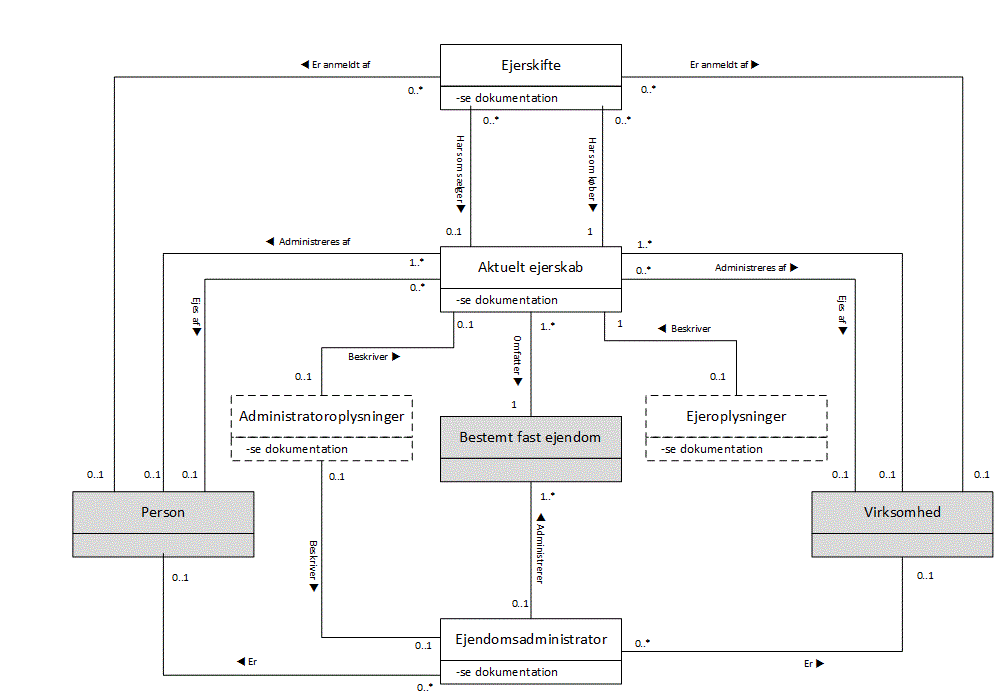 Ejerskifte
-se dokumentation
◄ Er anmeldt af
Er anmeldt af ►
0..*
0..*
0..*
0..*
Har som sælger ▼
Har som køber ▼
0..1
1
◄ Administreres af
1..*
1..*
Aktuelt ejerskab
-se dokumentation
0..*
0..*
Administreres af ►
Ejes af ▼
Ejes af ▼
0..1
1..*
1
Beskriver ►
Omfatter ▼
◄ Beskriver
0..1
1
0..1
Administratoroplysninger
-se dokumentation
Bestemt fast ejendom
Ejeroplysninger
-se dokumentation
0..1
0..1
0..1
0..1
0..1
0..1
0..1
1..*
Person
Virksomhed
Beskriver ▼
▲ Administrerer
0..1
0..1
0..1
0..1
0..*
Ejendomsadministrator
-se dokumentation
◄ Er
Er ►
0..*